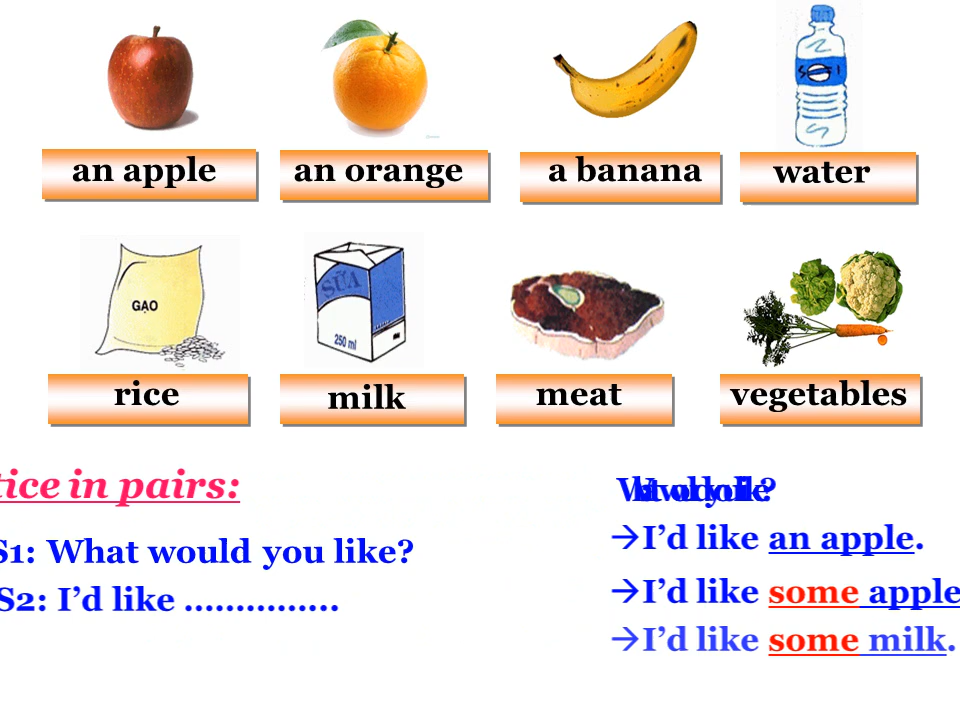 an apple
an orange
a banana
water
GẠO
SỮA
250 ml
rice
milk
meat
vegetables
tice in pairs:
S1: What would you like?
S2: I'd like ...............
→I'd like an apple.
→I'd like some apple
→I'd like some milk.